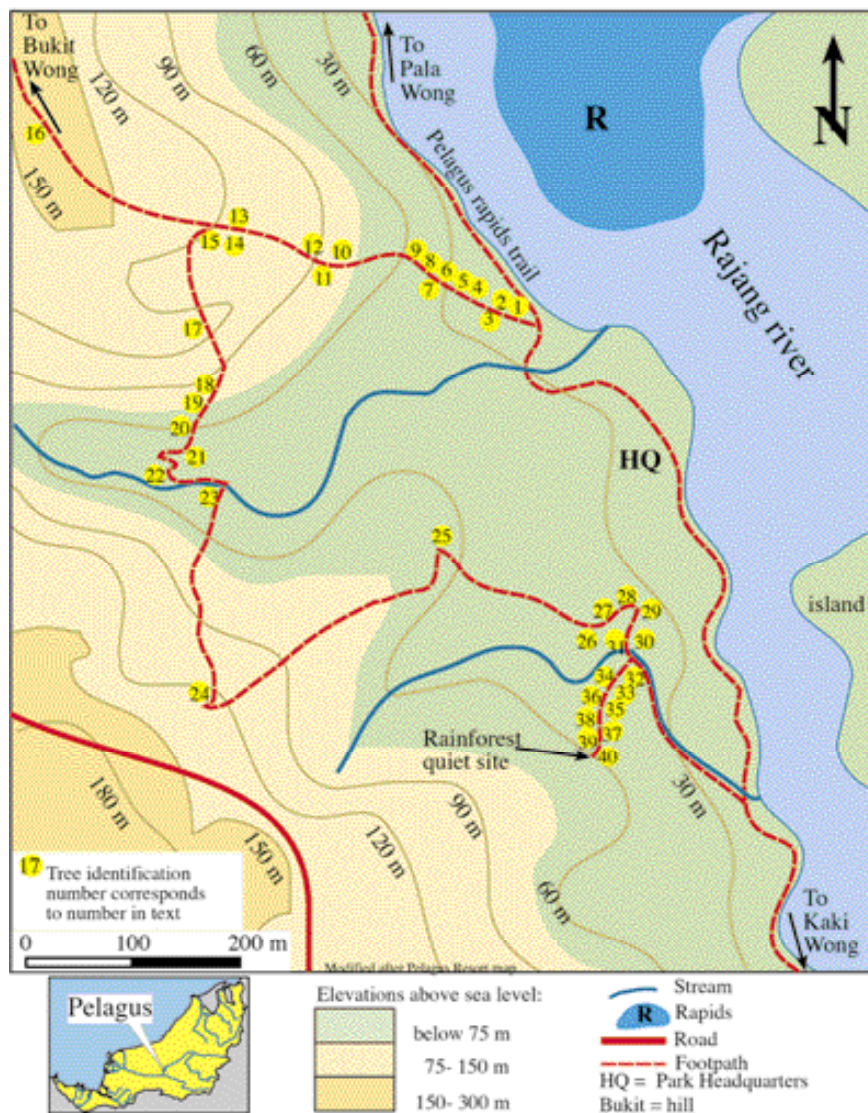 To
Bukit
Wong
120 m
90 m
60 m
30 m
To
Pala
Wong
R
N
16
150 m
Pelagus rapids trail
Rajang river
13
15
14
12
10
11
9
8
6
5
4
2
1
7
3
17
18
19
20
21
22
23
HQ
25
island
28
27
29
26
31
30
24
34
32
36
33
35
38
37
39
40
Rainforest
quiet site
30 m
90 m
120 m
180 m
150 m
60 m
17 Tree identification
number corresponds
to number in text
To
Kaki
Wong
0 100 200 m
Modified after Pelagus Resort map
Pelagus
Elevations above sea level:
below 75 m
75- 150 m
150- 300 m
Stream
R Rapids
Road
Footpath
HQ = Park Headquarters
Bukit = hill